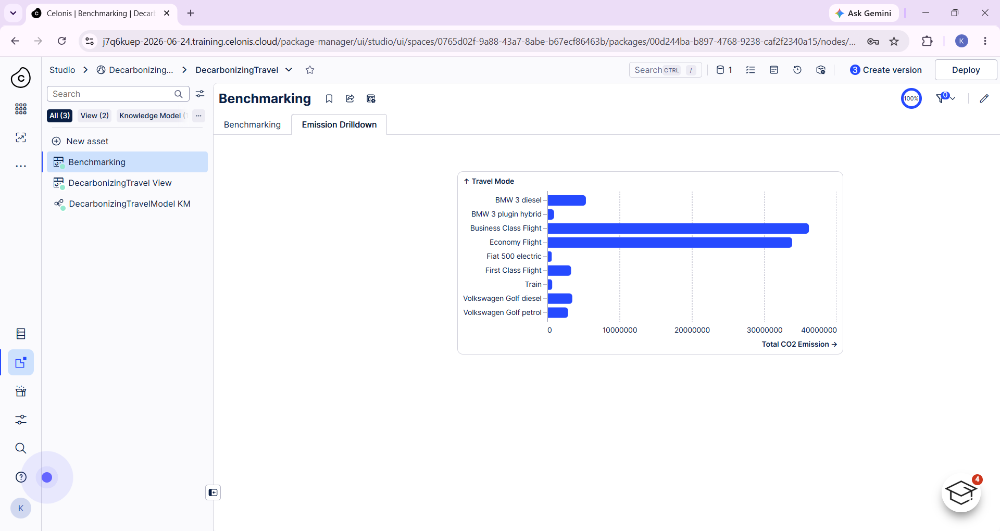 Celonis | Benchmarking | Decar
Ask Gemini
j7q6kuep-2026-06-24.training.celonis.cloud/package-manager/ui/studio/ui/spaces/0765d02f-9a88-43a7-8abe-b67ecf86463b/packages/00d244ba-b897-4768-9238-caf2f2340a15/nodes/...
K
Studio
Decarbonizing...
DecarbonizingTravel
Search CTRL /
1
3 Create version
Deploy
Search
All (3)
View (2)
Knowledge Model (
New asset
Benchmarking
DecarbonizingTravel View
DecarbonizingTravelModel KM
K
Benchmarking
100%
0
Benchmarking
Emission Drilldown
↑ Travel Mode
BMW 3 diesel
BMW 3 plugin hybrid
Business Class Flight
Economy Flight
Fiat 500 electric
First Class Flight
Train
Volkswagen Golf diesel
Volkswagen Golf petrol
0 10000000 20000000 30000000 40000000
Total CO2 Emission →
4